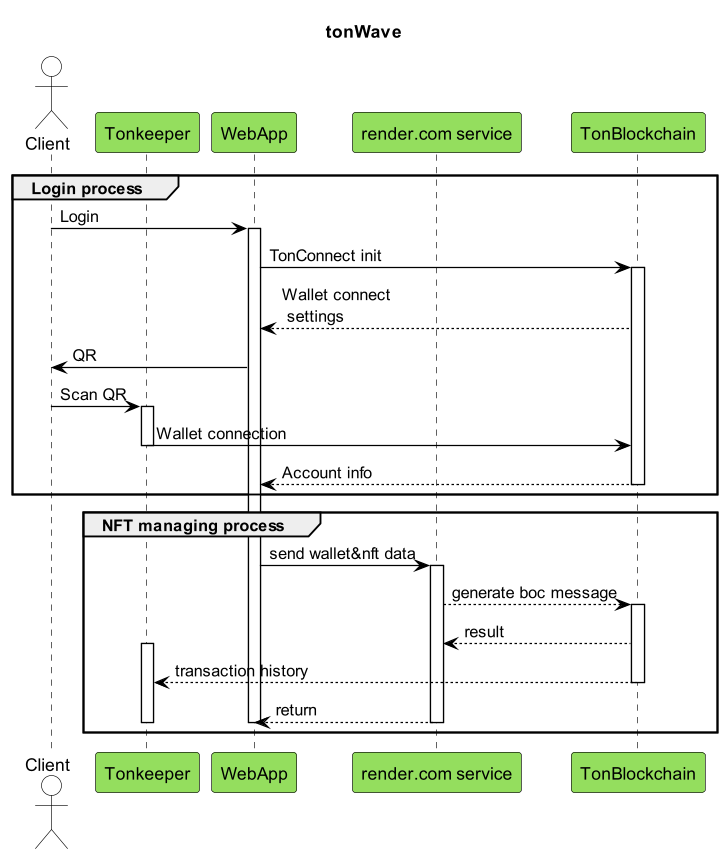 tonWave
Client
Tonkeeper
WebApp
render.com service
TonBlockchain
Login process
Login
TonConnect init
Wallet connect
settings
QR
Scan QR
Wallet connection
Account info
NFT managing process
send wallet&nft data
generate boc message
result
transaction history
return
Client
Tonkeeper
WebApp
render.com service
TonBlockchain